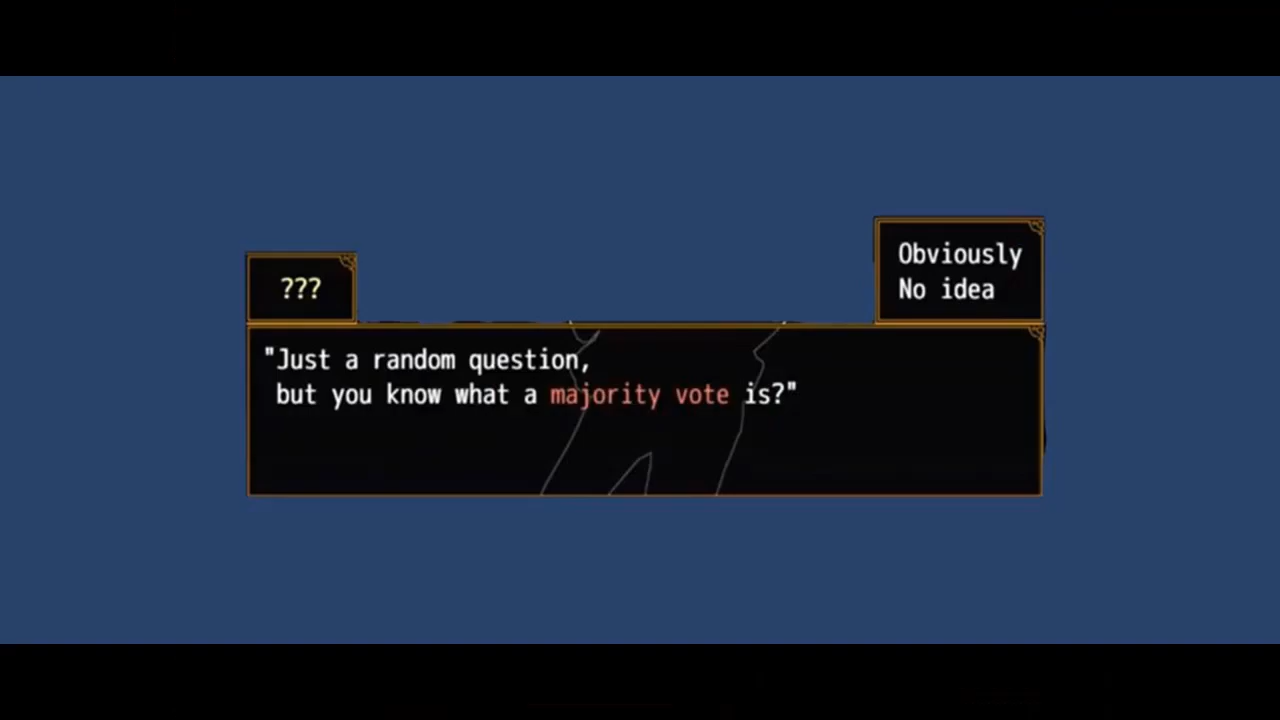 Obviously
No idea
???
"Just a random question,
but you know what a majority vote is?"